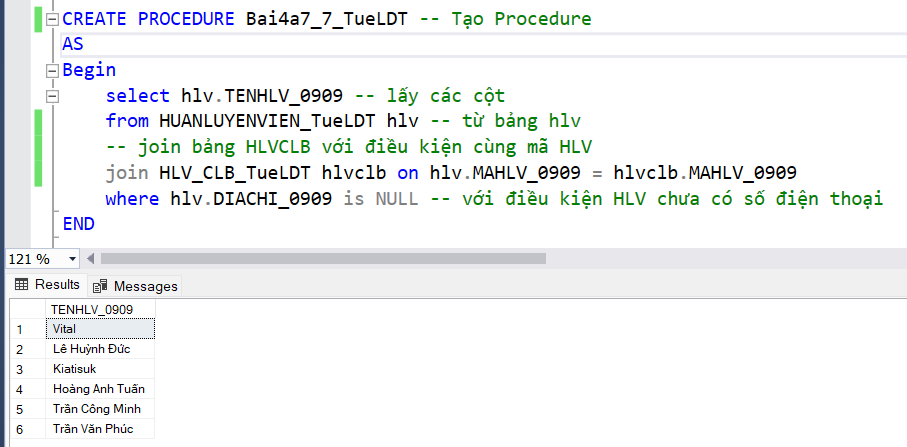 CREATE PROCEDURE Bai4a7_7_TueLDT -- Tạo Procedure
AS
Begin
select hlv.TENHLV_0909 -- lấy các cột
from HUANLUYENVIEN_TueLDT hlv -- từ bảng hlv
-- join bảng HLVCLB với điều kiện cùng mã HLV
join HLV_CLB_TueLDT hlvclb on hlv.MAHLV_0909 = hlvclb.MAHLV_0909
where hlv.DIACHI_0909 is NULL -- với điều kiện HLV chưa có số điện thoại
END
121 %
Results Messages
TENHLV_0909
1 Vital
2 Lê Huỳnh Đức
3 Kiatisuk
4 Hoàng Anh Tuấn
5 Trần Công Minh
6 Trần Văn Phúc